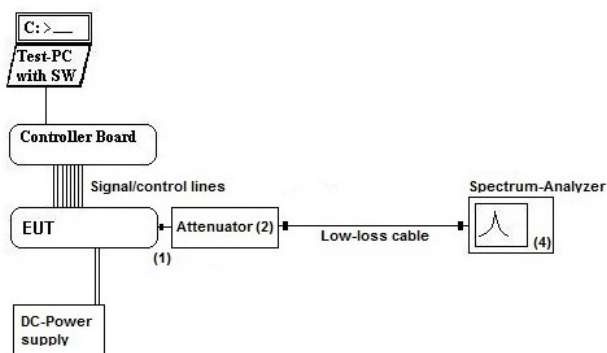 C:>__
Test-PC
with SW
Controller Board
Signal/control lines
Spectrum-Analyzer
EUT
Attenuator (2)
Low-loss cable
(4)
(1)
DC-Power
supply